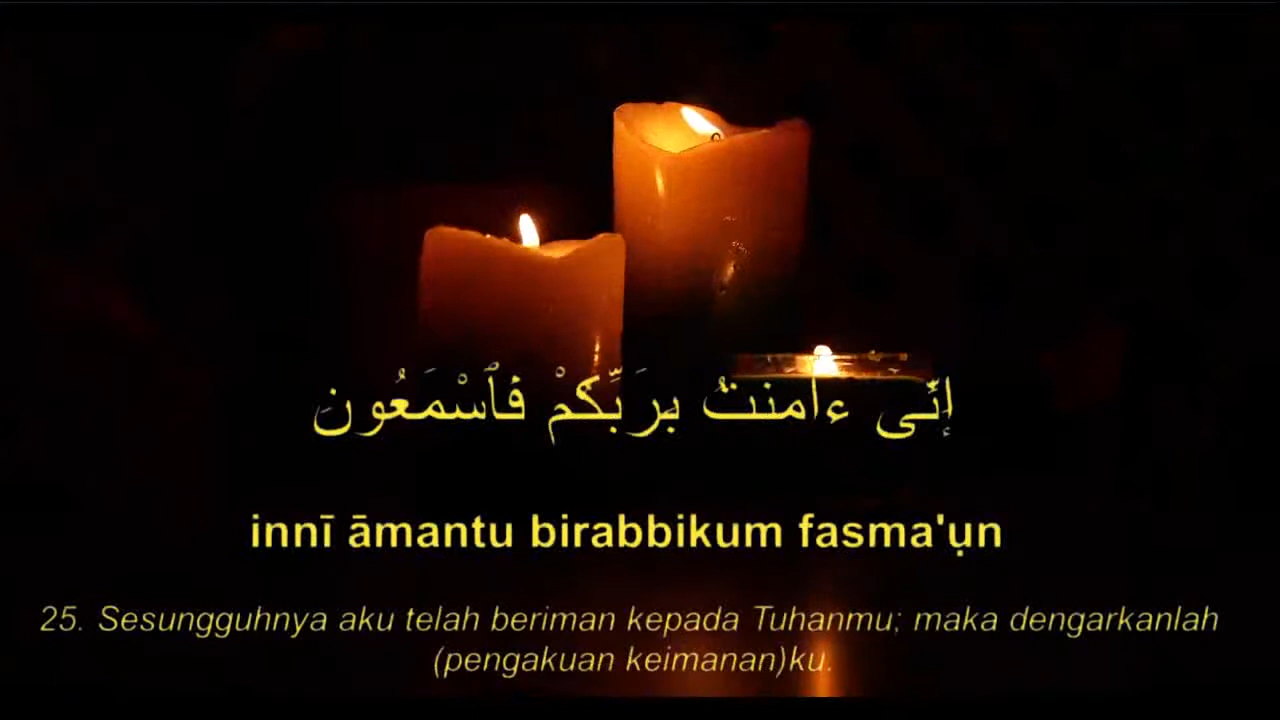 إِنِّىٓ ءَامَنتُ بِرَبِّكُمْ فَٱسْمَعُونِ
innī āmantu birabbikum fasma'ụn
25. Sesungguhnya aku telah beriman kepada Tuhanmu; maka dengarkanlah
(pengakuan keimanan)ku.